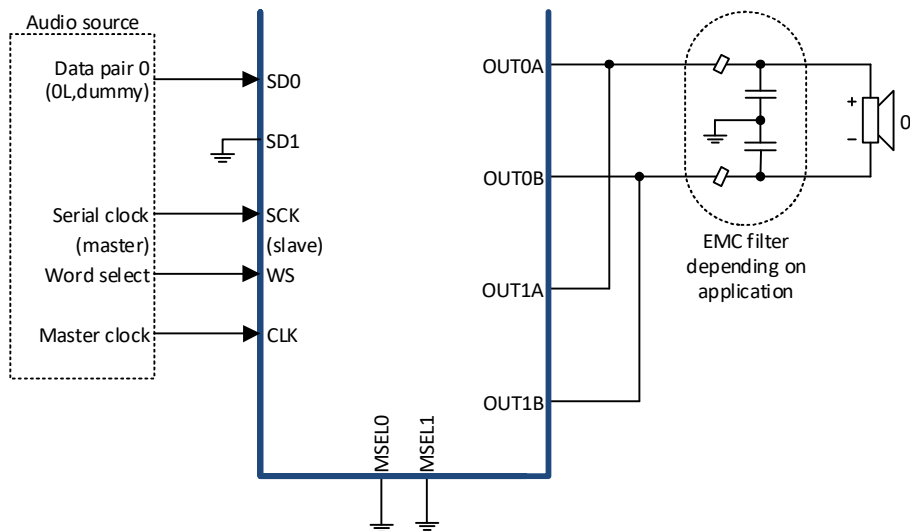 Audio source
Data pair 0
(0L,dummy)
SD0
SD1
Serial clock
(master)
SCK
(slave)
Word select
WS
Master clock
CLK
MSEL0
MSEL1
OUT0A
OUT0B
OUT1A
OUT1B
+
−
0
EMC filter
depending on
application